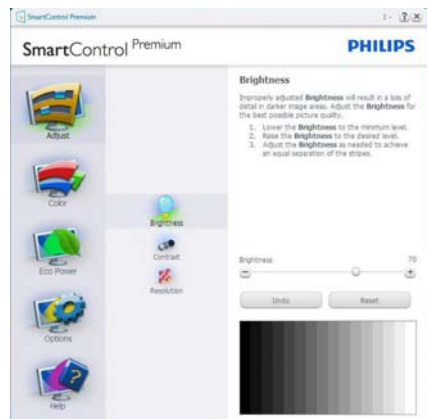 SmartControl Premium
SmartControl Premium
PHILIPS
Adjust
Color
Eco Power
Options
Help
Brightness
Contrast
Resolution
Brightness
Improperly adjusted Brightness will result in a loss of
detail in darker image areas. Adjust the Brightness for
the best possible picture quality.
1. Lower the Brightness to the minimum level.
2. Raise the Brightness to the desired level.
3. Adjust the Brightness as needed to achieve
an equal separation of the stripes.
Brightness 70
Undo Reset